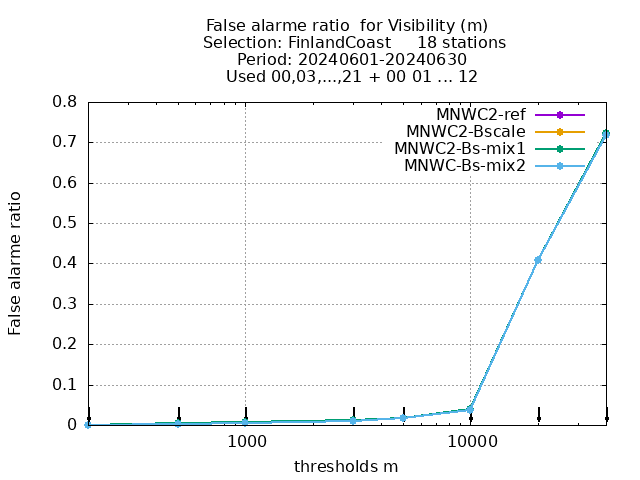 False alarme ratio  for Visibility (m)
Selection: FinlandCoast     18 stations
Period: 20240601-20240630
Used 00,03,...,21 + 00 01 ... 12
MNWC2-ref
MNWC2-Bscale
MNWC2-Bs-mix1
MNWC-Bs-mix2
False alarme ratio
0.8
0.7
0.6
0.5
0.4
0.3
0.2
0.1
0
1000
10000
thresholds m